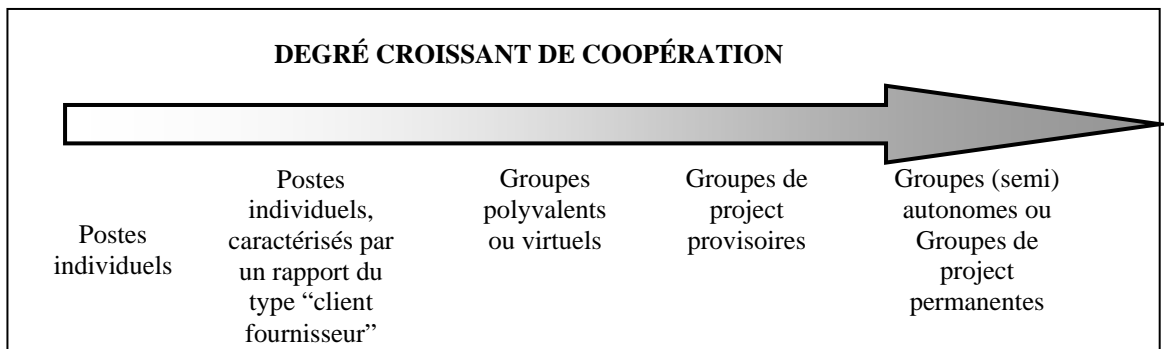 DEGRÉ CROISSANT DE COOPÉRATION
Postes
individuels
Postes
individuels,
caractérisés par
un rapport du
type “client
fournisseur”
Groupes
polyvalents
ou virtuels
Groupes de
project
provisoires
Groupes (semi)
autonomes ou
Groupes de
project
permanentes